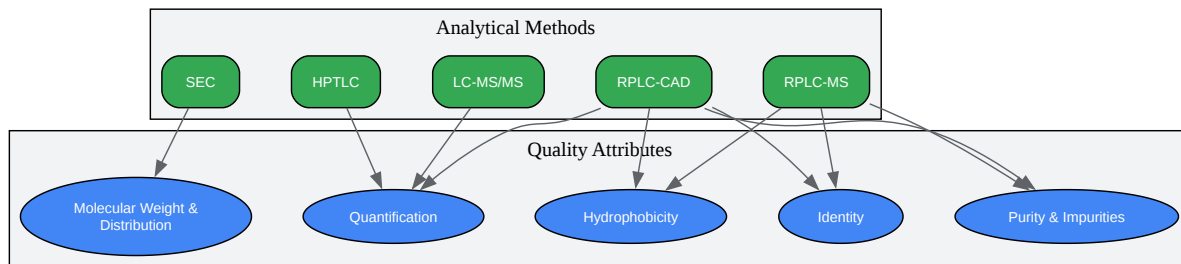 Analytical Methods
SEC
HPTLC
LC-MS/MS
RPLC-CAD
RPLC-MS
Quality Attributes
Molecular Weight &
Distribution
Quantification
Hydrophobicity
Identity
Purity & Impurities